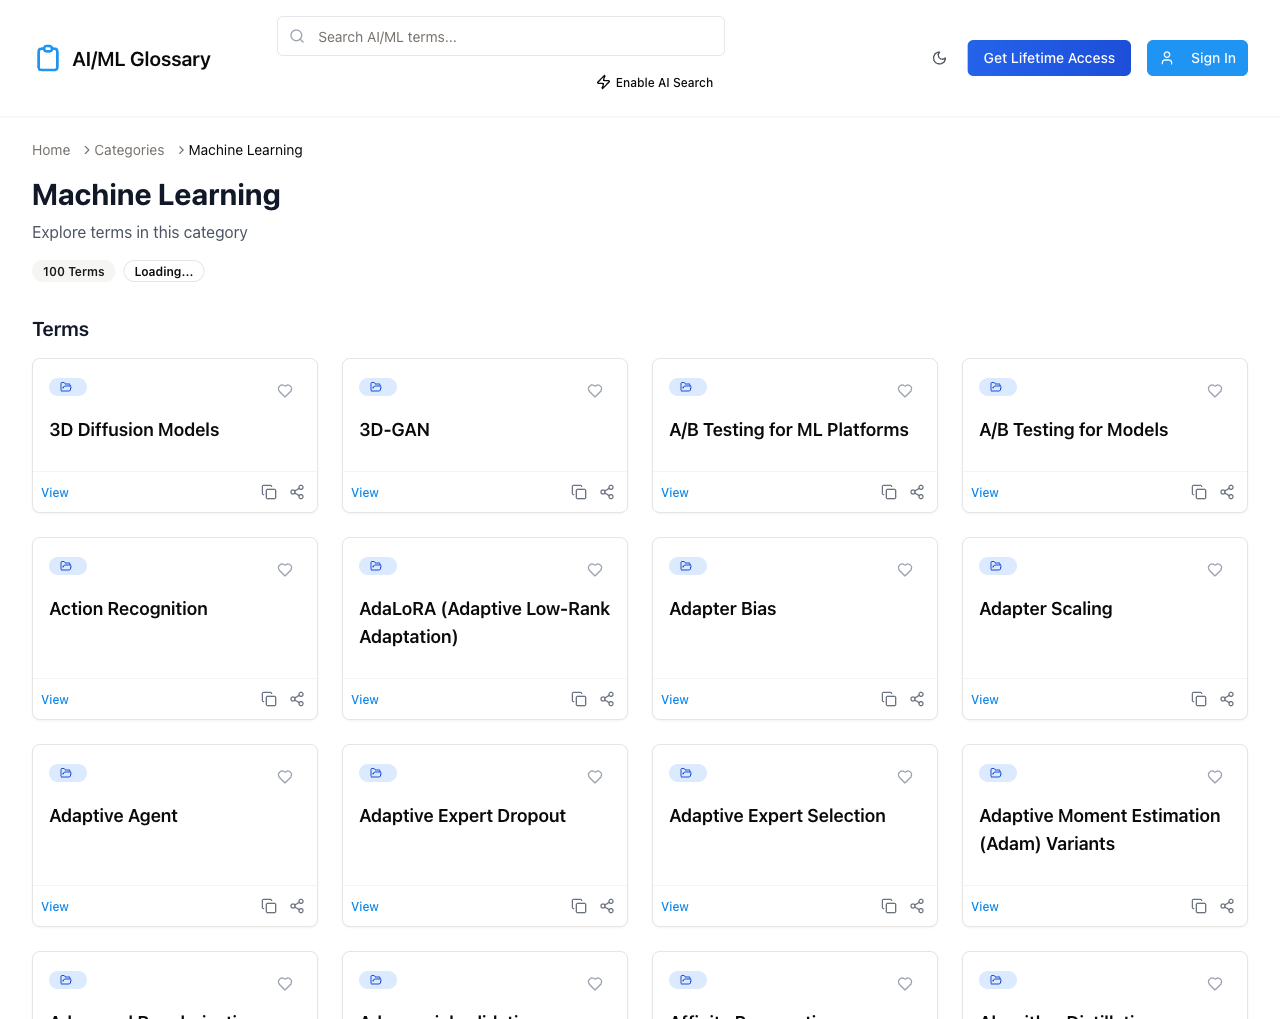 AI/ML Glossary
Search AI/ML terms...
Enable AI Search
Get Lifetime Access
Sign In
Home
Categories
Machine Learning
Machine Learning
Explore terms in this category
100 Terms
Loading...
Terms
3D Diffusion Models
View
3D-GAN
View
A/B Testing for ML Platforms
View
A/B Testing for Models
View
Action Recognition
View
AdaLoRA (Adaptive Low-Rank
Adaptation)
View
Adapter Bias
View
Adapter Scaling
View
Adaptive Agent
View
Adaptive Expert Dropout
View
Adaptive Expert Selection
View
Adaptive Moment Estimation
(Adam) Variants
View